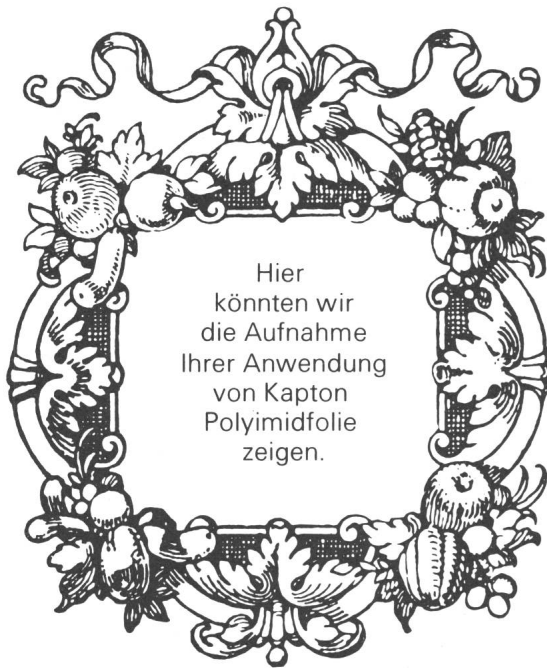 Hier
könnten wir
die Aufnahme
Ihrer Anwendung
von Kapton
Polyimidfolie
zeigen.